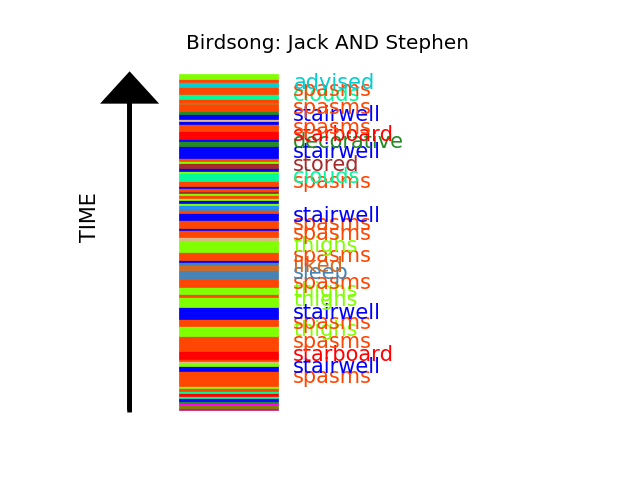 Birdsong: Jack AND Stephen
TIME
advised
spasms
clouds
spasms
stairwell
spasms
starboard
decorative
stairwell
stored
clouds
spasms
stairwell
spasms
spasms
thighs
spasms
liked
sleep
spasms
thighs
thighs
stairwell
spasms
thighs
spasms
starboard
stairwell
spasms